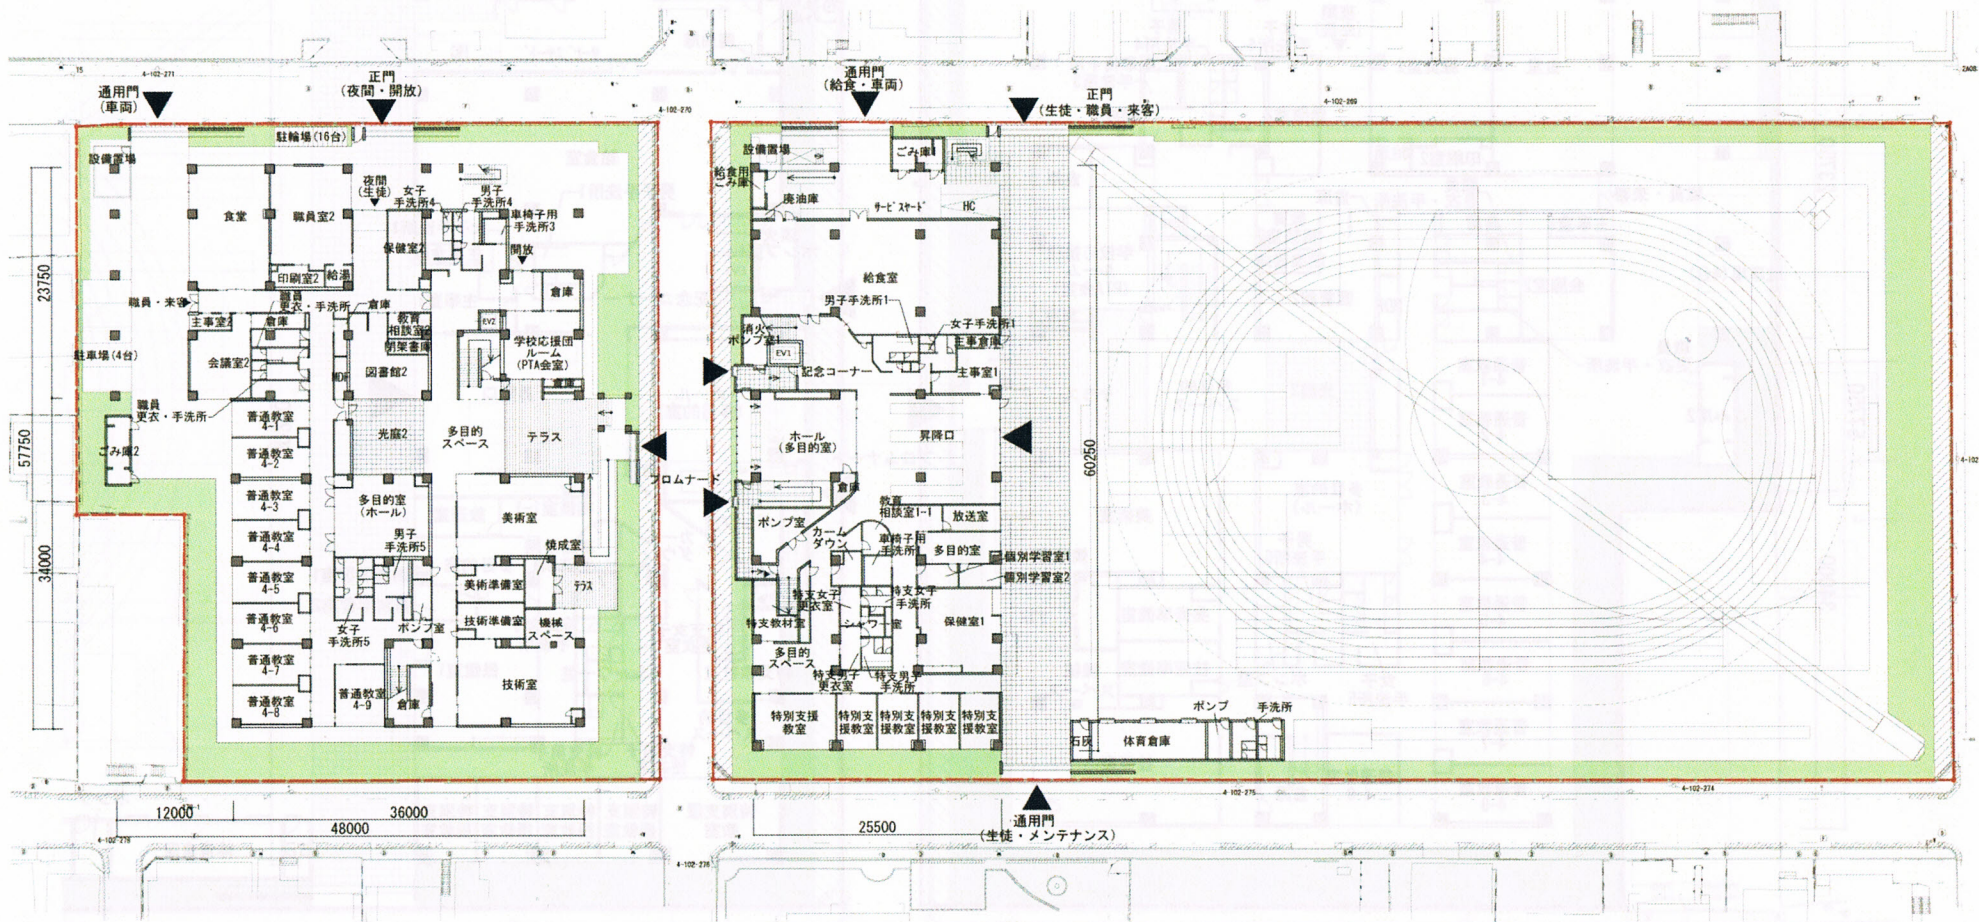 15
4-102-271
通用門
(車両)
正門
(夜間・開放)
4-102-270
通用門
(給食・車両)
正門
(生徒・職員・来客)
4-102-269
駐輪場(16台)
設備置場
食堂
職員室2
夜間
(生徒)
女子
手洗所4
男子
手洗所4
車椅子用
手洗所3
保健室2
開放
印刷室2
給湯
倉庫
職員・来客
職員
更衣・手洗所
倉庫
主事室2
倉庫
教育
相談室2
閉架書庫
EV2
学校応援団
ルーム
(PTA会室)
倉庫
駐車場(4台)
会議室2
MDF
図書館2
職員
更衣・手洗所
普通教室
4-1
普通教室
4-2
光庭2
多目的
スペース
テラス
ごみ庫2
普通教室
4-3
普通教室
4-4
普通教室
4-5
普通教室
4-6
普通教室
4-7
普通教室
4-8
多目的室
(ホール)
男子
手洗所5
女子
手洗所5
ポンプ室
普通教室
4-9
倉庫
美術室
焼成室
美術準備室
テラス
技術準備室
機械
スペース
技術室
プロムナード
23750
57750
34000
12000
36000
48000
4-102-276
設備置場
給食用
ごみ庫
廃油庫
ごみ庫1
サービスヤード
HC
給食室
男子手洗所1
女子手洗所1
消火
ポンプ室1
EV1
記念コーナー
主事倉庫
主事室1
ホール
(多目的室)
昇降口
倉庫
ポンプ室
カーム
ダウン
教育
相談室1-1
放送室
車椅子用
手洗所
多目的室
個別学習室1
個別学習室2
特支女子
更衣室
特支女子
手洗所
特支教材室
シャワー室
保健室1
多目的
スペース
特支男子
更衣室
特支男子
手洗所
特別支援
教室
特別支
援教室
特別支
援教室
特別支
援教室
特別支
援教室
60250
石灰
体育倉庫
ポンプ
手洗所
25500
通用門
(生徒・メンテナンス)
4-102-275
4-102-274